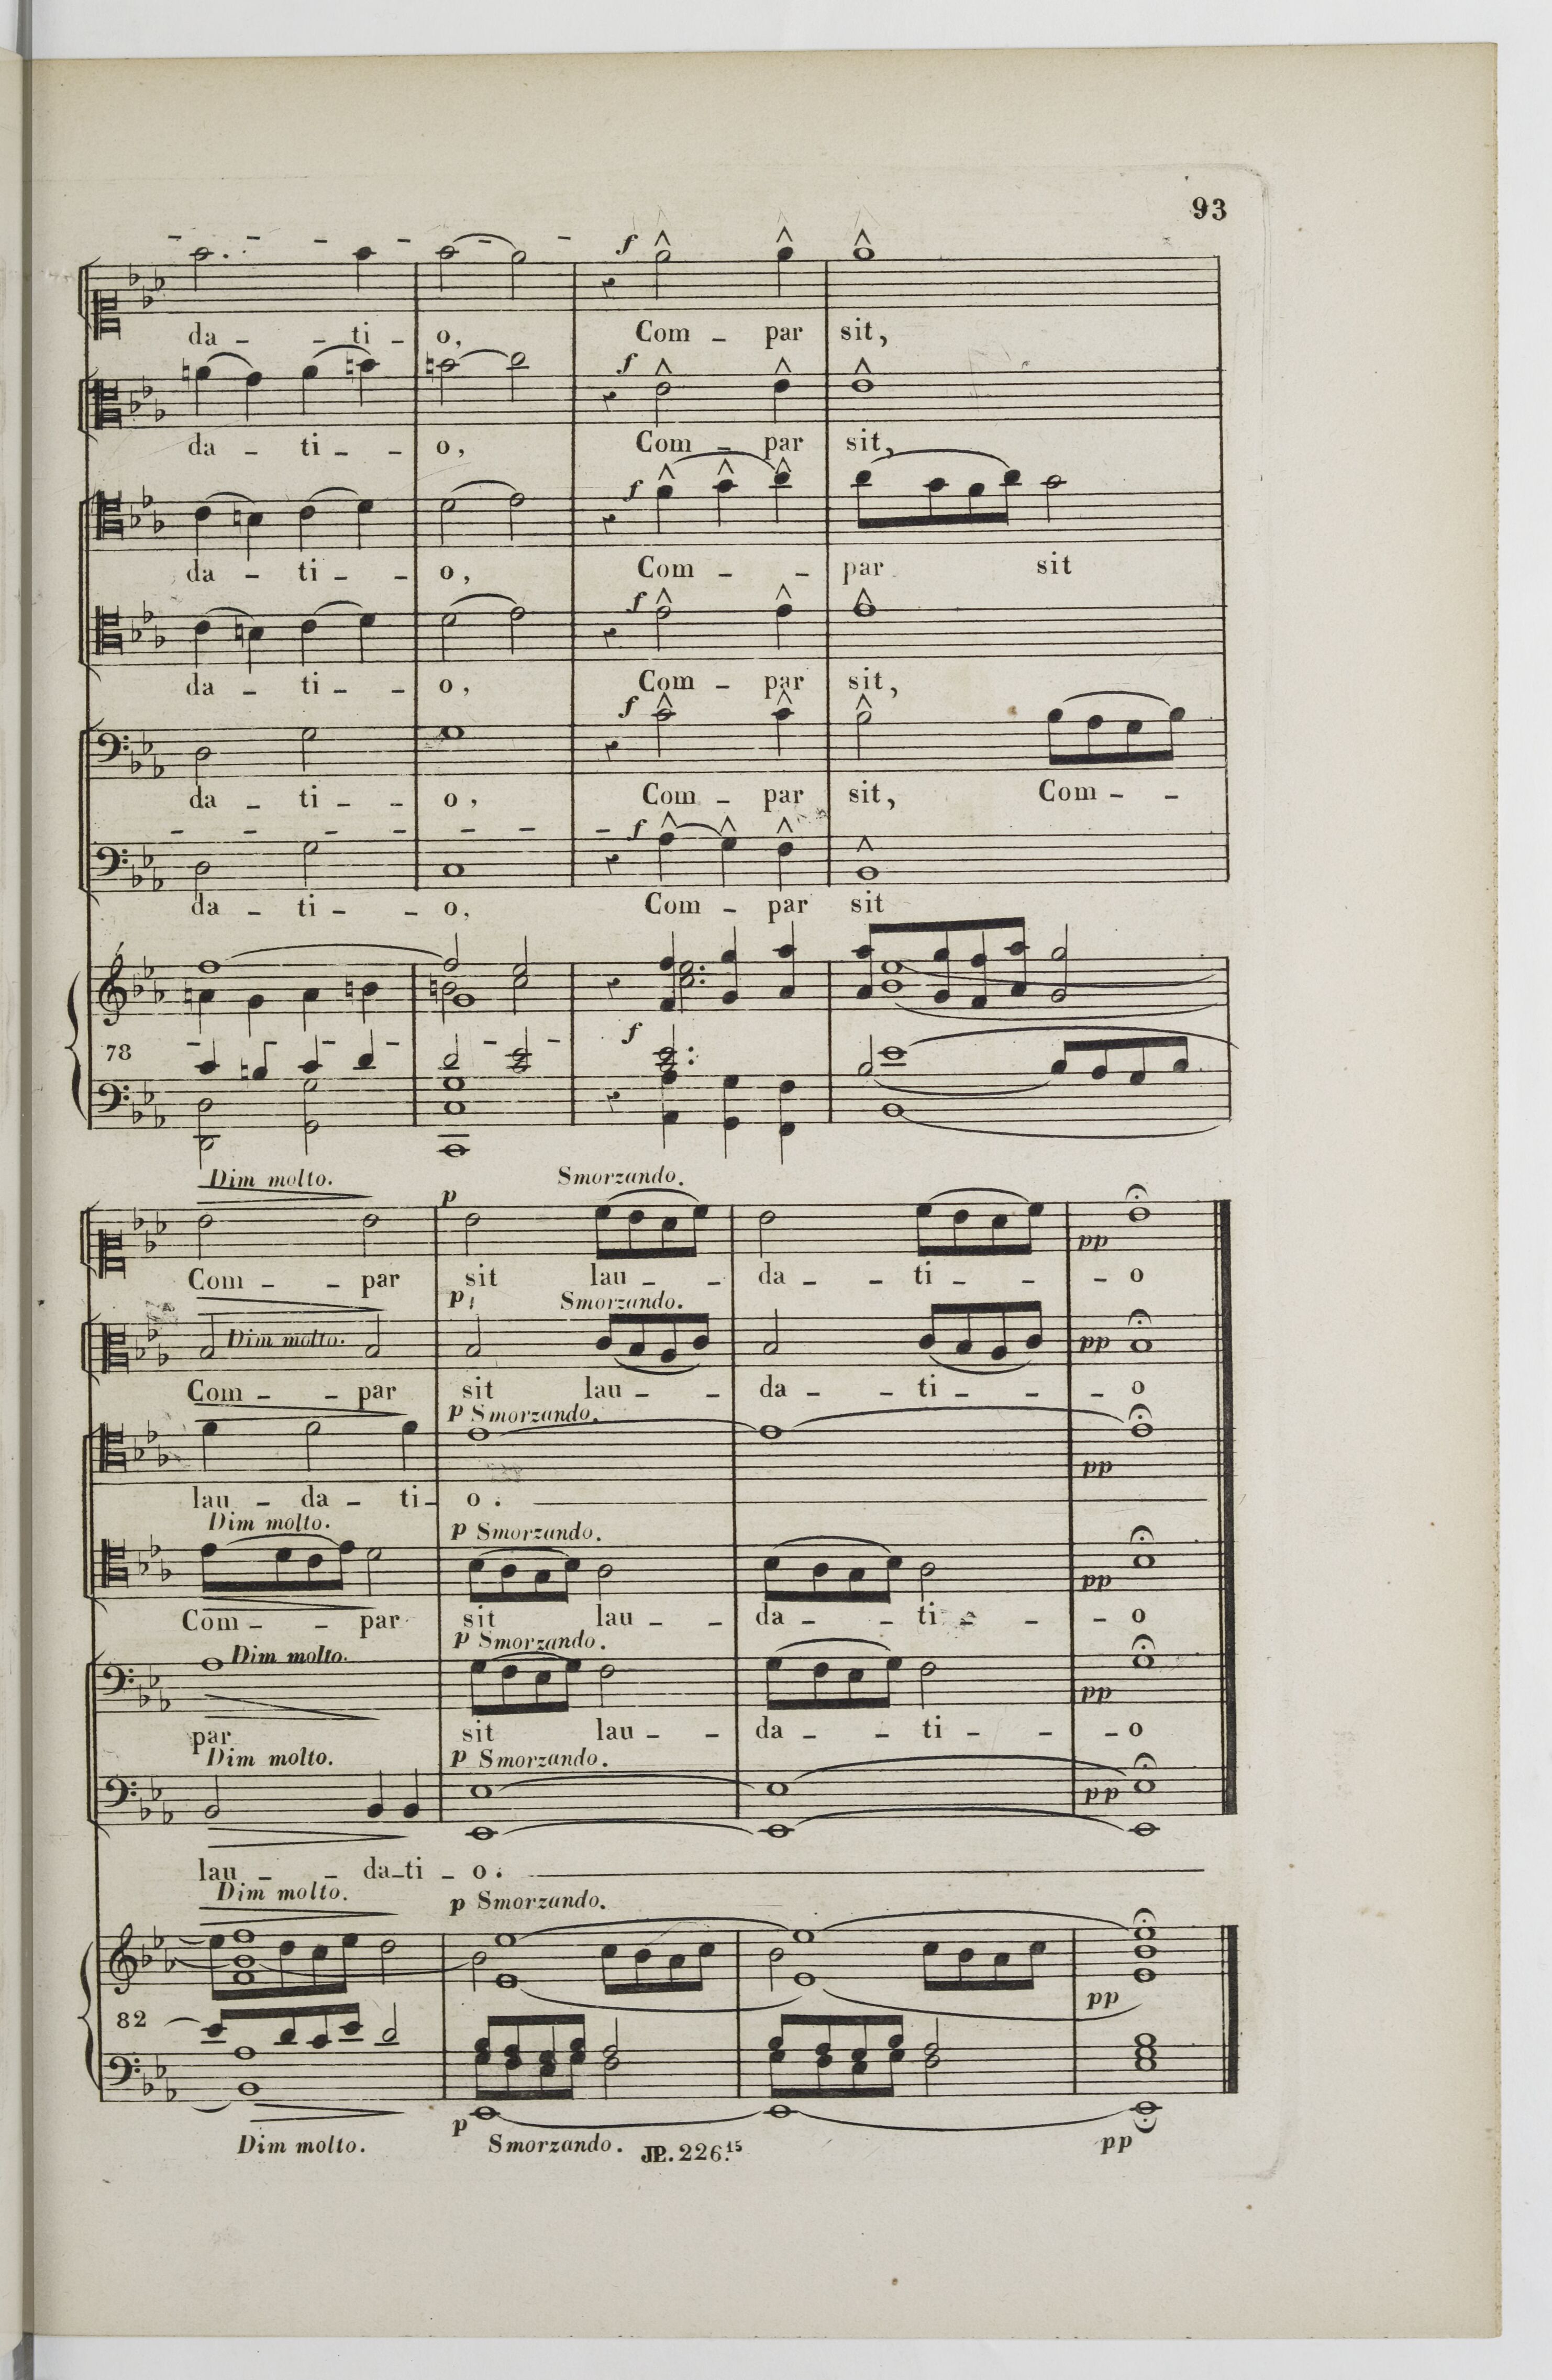 93
f
da - - ti - o, Com - par sit,
f
da - ti - - o, Com - par sit,
f
da - ti - - o, Com - - par sit
f
da - ti - - o, Com - par sit,
f
da - ti - - o, Com - par sit, Com - -
f
da - ti - - o, Com - par sit
f
78
Dim molto. p Smorzando.
pp
Com - - par sit lau - - da - - ti - - - o
p Smorzando.
Dim molto. pp
Com - - par sit lau - - da - - ti - - - o
p Smorzando.
pp
lau - da - ti - o.
Dim molto. p Smorzando.
pp
Com - - par sit lau - - da - - ti - - - o
p Smorzando.
Dim molto. pp
par sit lau - - da - - ti - - - o
Dim molto. p Smorzando.
pp
lau - - da - ti - o.
Dim molto. p Smorzando.
pp
82
p pp
Dim molto. Smorzando. JP. 226.15